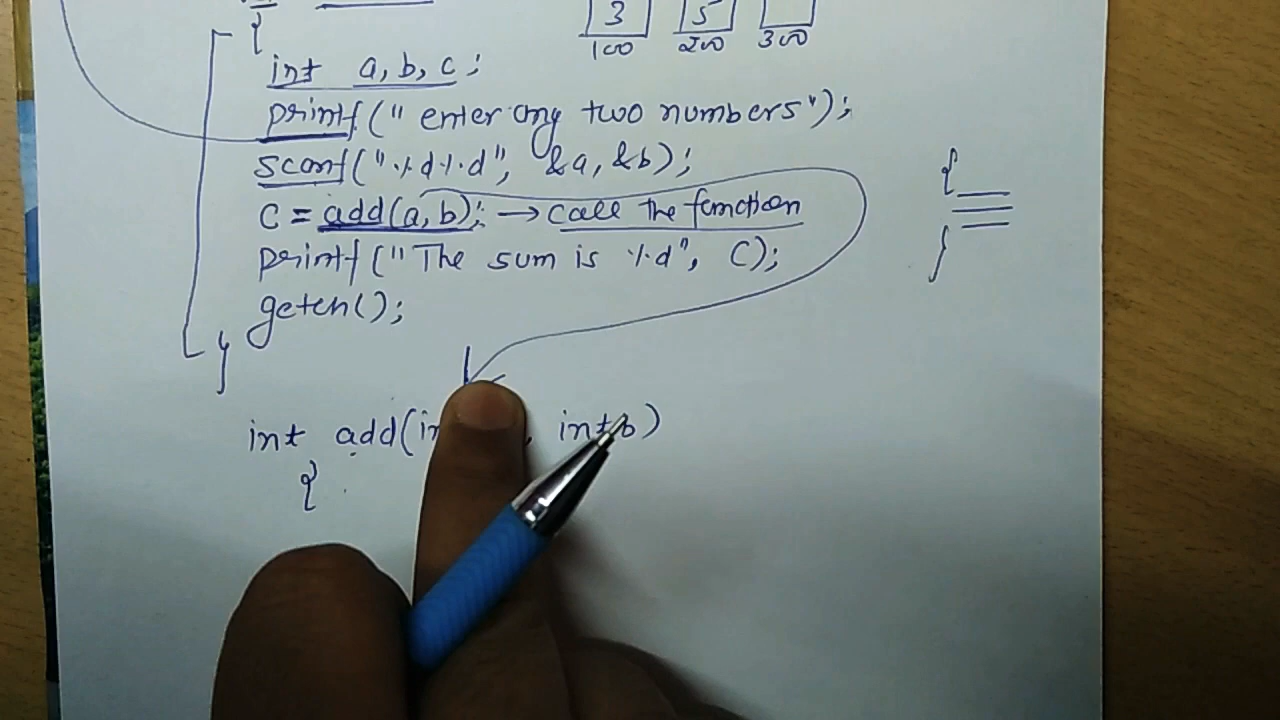 {
3 5
100 200 300
int a, b, c ;
printf (" enter any two numbers");
scanf (" %d %d ", &a, &b);
{
c = add(a, b); → call the function
}
printf (" The sum is %d", c);
getch();
}
int add(in , int b)
{